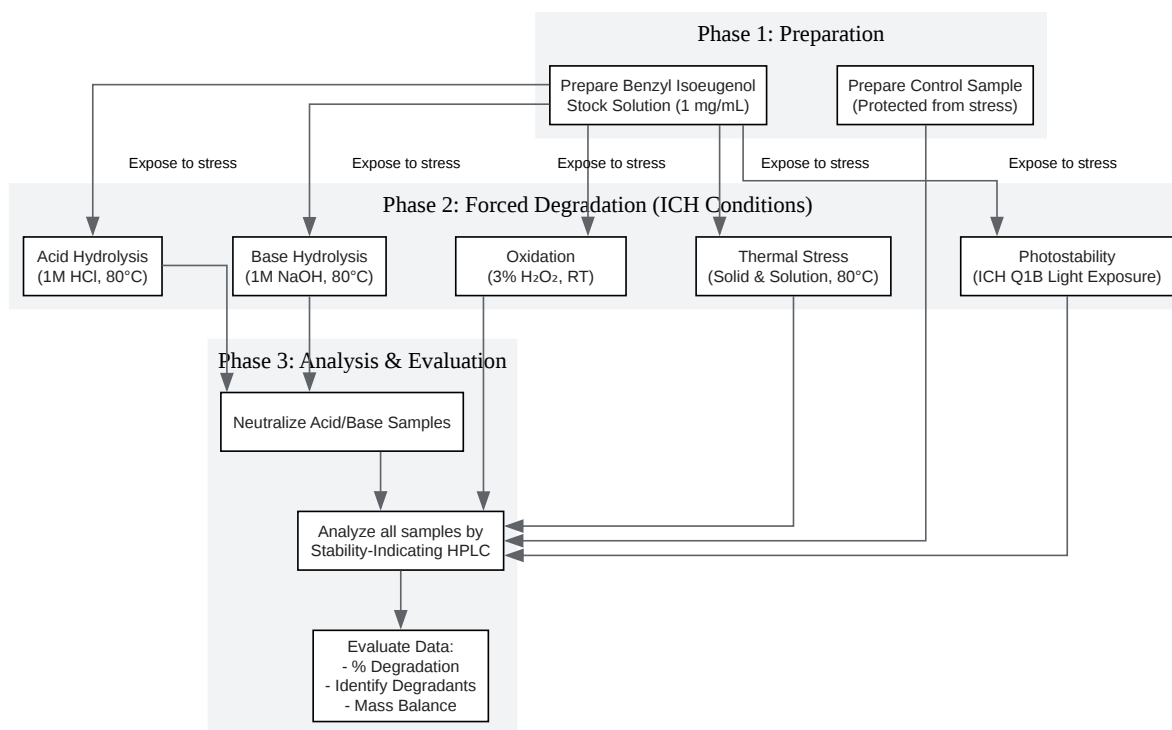 Phase 1: Preparation
Prepare Benzyl Isoeugenol
Stock Solution (1 mg/mL)
Prepare Control Sample
(Protected from stress)
Expose to stress
Expose to stress
Expose to stress
Expose to stress
Expose to stress
Phase 2: Forced Degradation (ICH Conditions)
Acid Hydrolysis
(1M HCl, 80°C)
Base Hydrolysis
(1M NaOH, 80°C)
Oxidation
(3% H₂O₂, RT)
Thermal Stress
(Solid & Solution, 80°C)
Photostability
(ICH Q1B Light Exposure)
Phase 3: Analysis & Evaluation
Neutralize Acid/Base Samples
Analyze all samples by
Stability-Indicating HPLC
Evaluate Data:
- % Degradation
- Identify Degradants
- Mass Balance